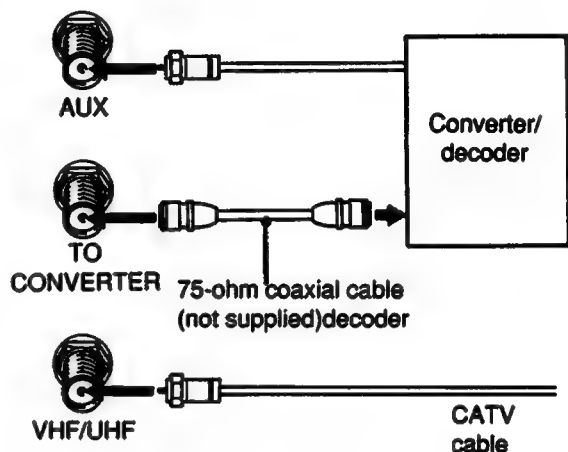 AUX
Converter/
decoder
TO
CONVERTER
75-ohm coaxial cable
(not supplied)decoder
VHF/UHF
CATV
cable